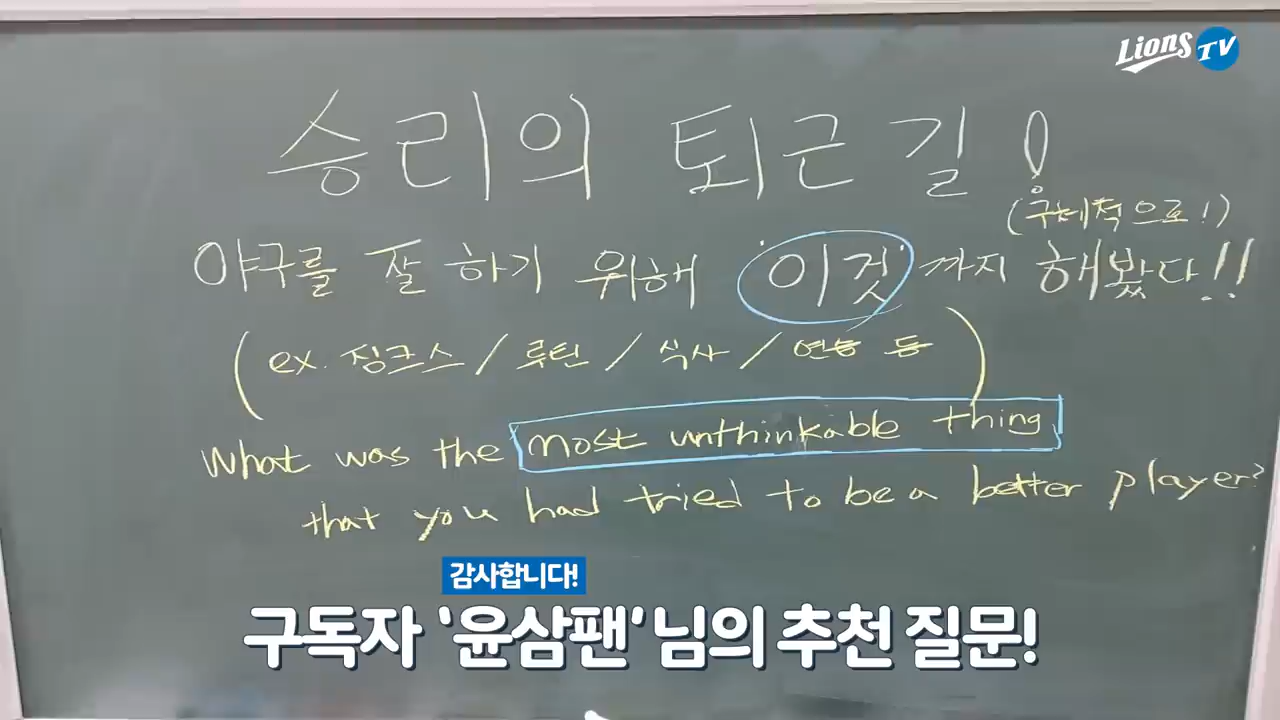 Lions TV
승리의 퇴근길!
(구체적으로!)
야구를 잘 하기 위해 이것까지 해봤다!!
(ex. 징크스 / 루틴 / 식사 / 연습 등)
What was the most unthinkable thing
that you had tried to be a better player?
감사합니다!
구독자 '윤삼팬'님의 추천 질문!